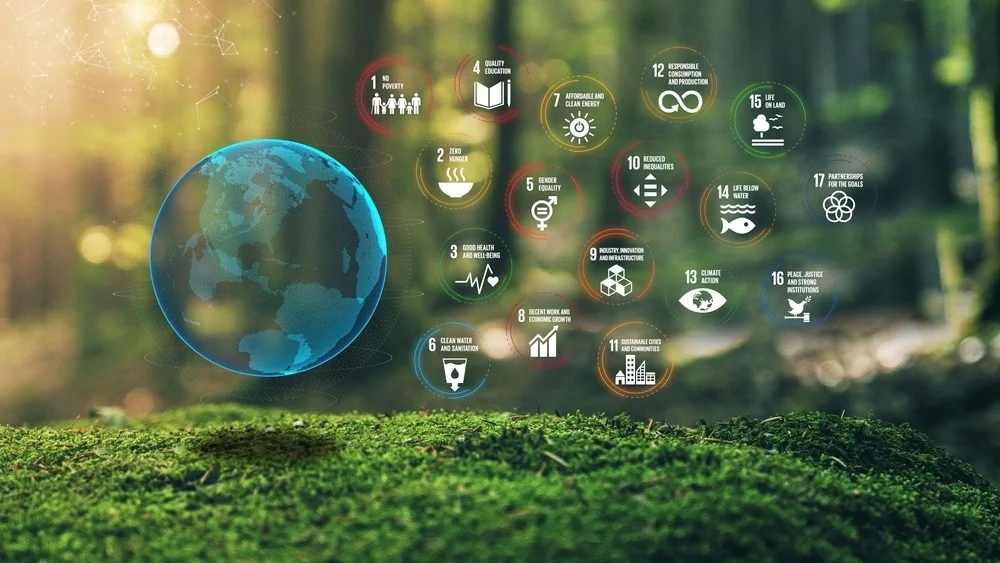 1 NO
POVERTY
4 QUALITY
EDUCATION
7 AFFORDABLE AND
CLEAN ENERGY
12 RESPONSIBLE
CONSUMPTION
AND PRODUCTION
15 LIFE
ON LAND
2 ZERO
HUNGER
5 GENDER
EQUALITY
10 REDUCED
INEQUALITIES
14 LIFE BELOW
WATER
17 PARTNERSHIPS
FOR THE GOALS
3 GOOD HEALTH
AND WELL-BEING
9 INDUSTRY, INNOVATION
AND INFRASTRUCTURE
13 CLIMATE
ACTION
16 PEACE, JUSTICE
AND STRONG
INSTITUTIONS
8 DECENT WORK AND
ECONOMIC GROWTH
6 CLEAN WATER
AND SANITATION
11 SUSTAINABLE CITIES
AND COMMUNITIES